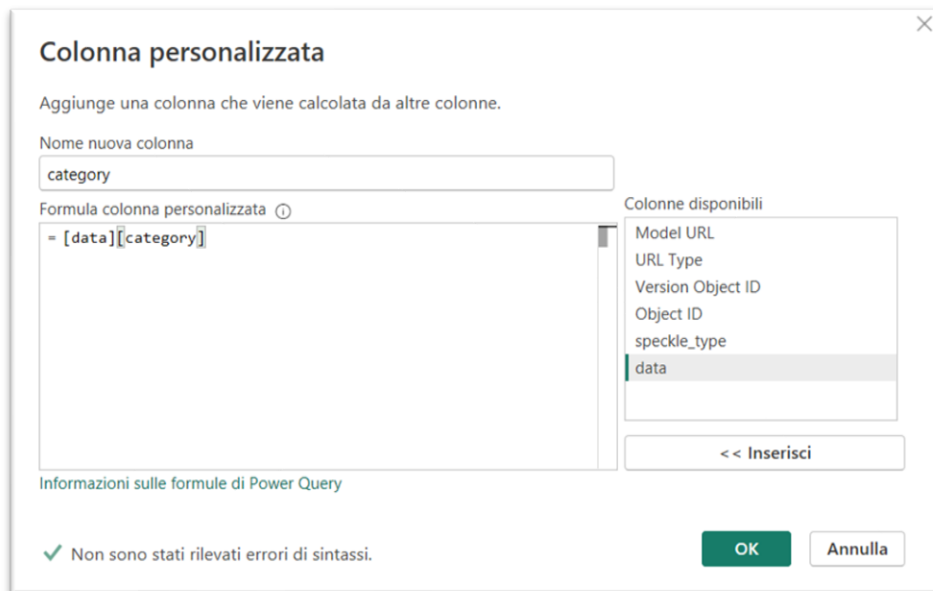 Colonna personalizzata
Aggiunge una colonna che viene calcolata da altre colonne.
Nome nuova colonna
category
Formula colonna personalizzata
= [data][category]
Colonne disponibili
Model URL
URL Type
Version Object ID
Object ID
speckle_type
data
<< Inserisci
Informazioni sulle formule di Power Query
Non sono stati rilevati errori di sintassi.
OK
Annulla